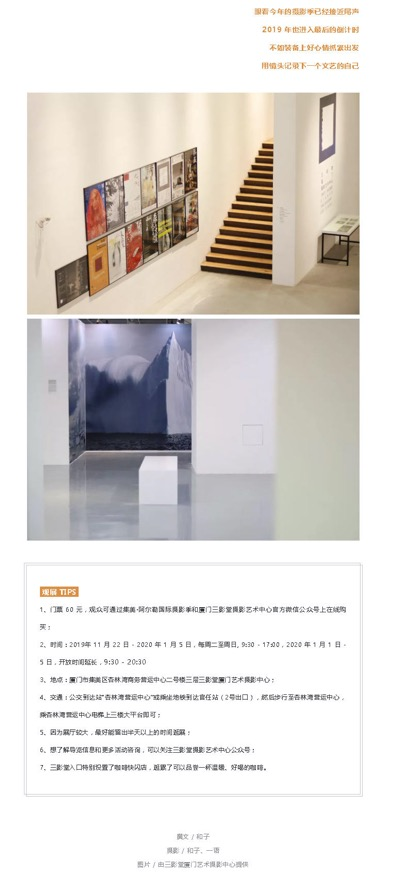 眼看今年的摄影季已经接近尾声
2019 年也进入最后的倒计时
不如装备上好心情抓紧出发
用镜头记录下一个文艺的自己
观展 TIPS
1、门票 60 元，观众可通过集美·阿尔勒国际摄影季和厦门三影堂摄影艺术中心官方微信公众号上在线购
买；
2、时间：2019年 11 月 22 日 - 2020 年 1 月 5 日，每周二至周日, 9:30 - 17:00，2020 年 1 月 1 日 -
5 日，开放时间延长，9:30 - 20:30
3、地点：厦门市集美区杏林湾商务营运中心二号楼三层三影堂厦门艺术摄影中心；
4、交通：公交到达站“杏林湾营运中心”或乘坐地铁到达官任站（2号出口），然后步行至杏林湾营运中心，
乘杏林湾营运中心电梯上三楼大平台即可；
5、因为展厅较大，最好能留出半天以上的时间逛展；
6、想了解导览信息和更多活动咨询，可以关注三影堂摄影艺术中心公众号；
7、三影堂入口特别设置了咖啡快闪店，逛累了可以品尝一杯温暖、好喝的咖啡。
撰文 / 和子
摄影 / 和子、一语
图片 / 由三影堂厦门艺术摄影中心提供